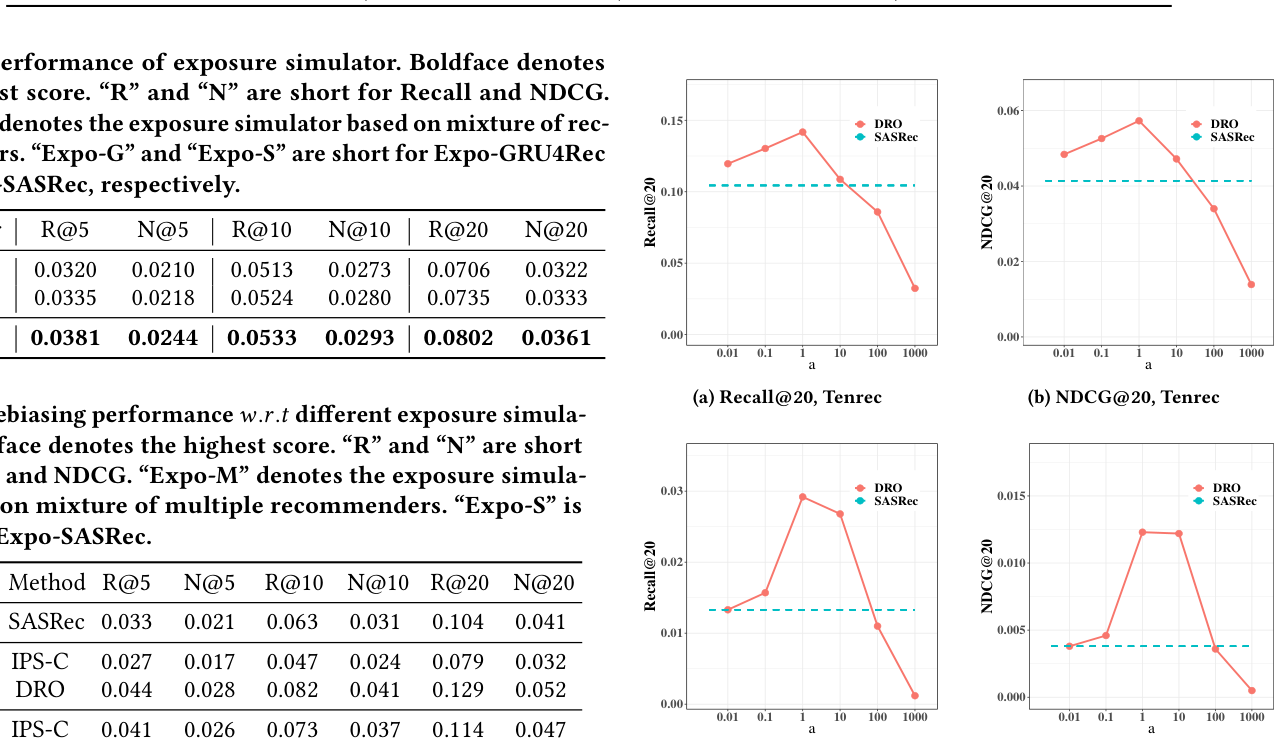 erformance of exposure simulator. Boldface denotes
st score. “R” and “N” are short for Recall and NDCG.
denotes the exposure simulator based on mixture of rec-
rs. “Expo-G” and “Expo-S” are short for Expo-GRU4Rec
-SASRec, respectively.
R@5 N@5 R@10 N@10 R@20 N@20
0.0320 0.0210 0.0513 0.0273 0.0706 0.0322
0.0335 0.0218 0.0524 0.0280 0.0735 0.0333
0.0381 0.0244 0.0533 0.0293 0.0802 0.0361
ebiasing performance w.r.t different exposure simula-
face denotes the highest score. “R” and “N” are short
and NDCG. “Expo-M” denotes the exposure simula-
on mixture of multiple recommenders. “Expo-S” is
Expo-SASRec.
Method R@5 N@5 R@10 N@10 R@20 N@20
SASRec 0.033 0.021 0.063 0.031 0.104 0.041
IPS-C 0.027 0.017 0.047 0.024 0.079 0.032
DRO 0.044 0.028 0.082 0.041 0.129 0.052
IPS-C 0.041 0.026 0.073 0.037 0.114 0.047
Recall@20
0.15
0.10
0.05
0.00
DRO
SASRec
0.01 0.1 1 10 100 1000
a
(a) Recall@20, Tenrec
NDCG@20
0.06
0.04
0.02
0.00
DRO
SASRec
0.01 0.1 1 10 100 1000
a
(b) NDCG@20, Tenrec
Recall@20
0.03
0.02
0.01
0.00
DRO
SASRec
0.01 0.1 1 10 100 1000
a
NDCG@20
0.015
0.010
0.005
0.000
DRO
SASRec
0.01 0.1 1 10 100 1000
a